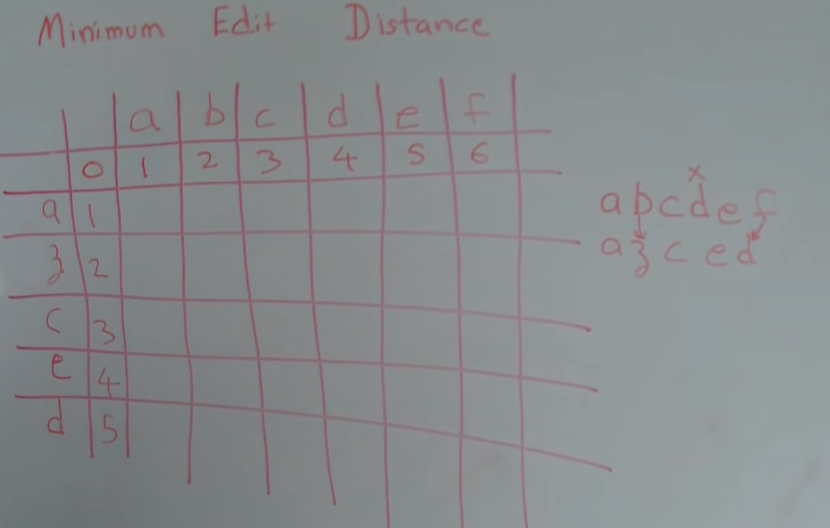 Minimum Edit Distance
a b c d e f
0 1 2 3 4 5 6
a 1
z 2
c 3
e 4
d 5
x
abcdef
azced